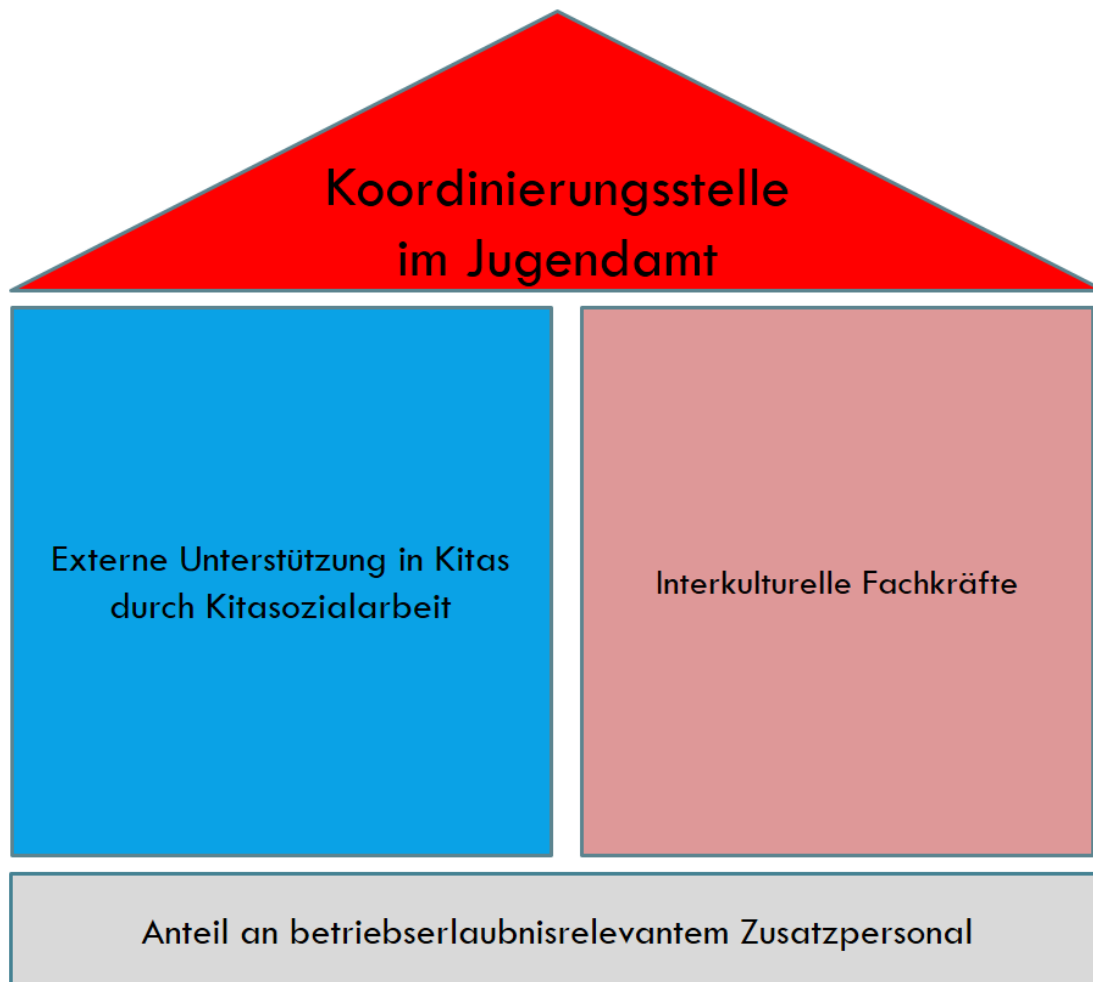 Koordinierungsstelle
im Jugendamt
Externe Unterstützung in Kitas
durch Kitasozialarbeit
Interkulturelle Fachkräfte
Anteil an betriebserlaubnisrelevantem Zusatzpersonal